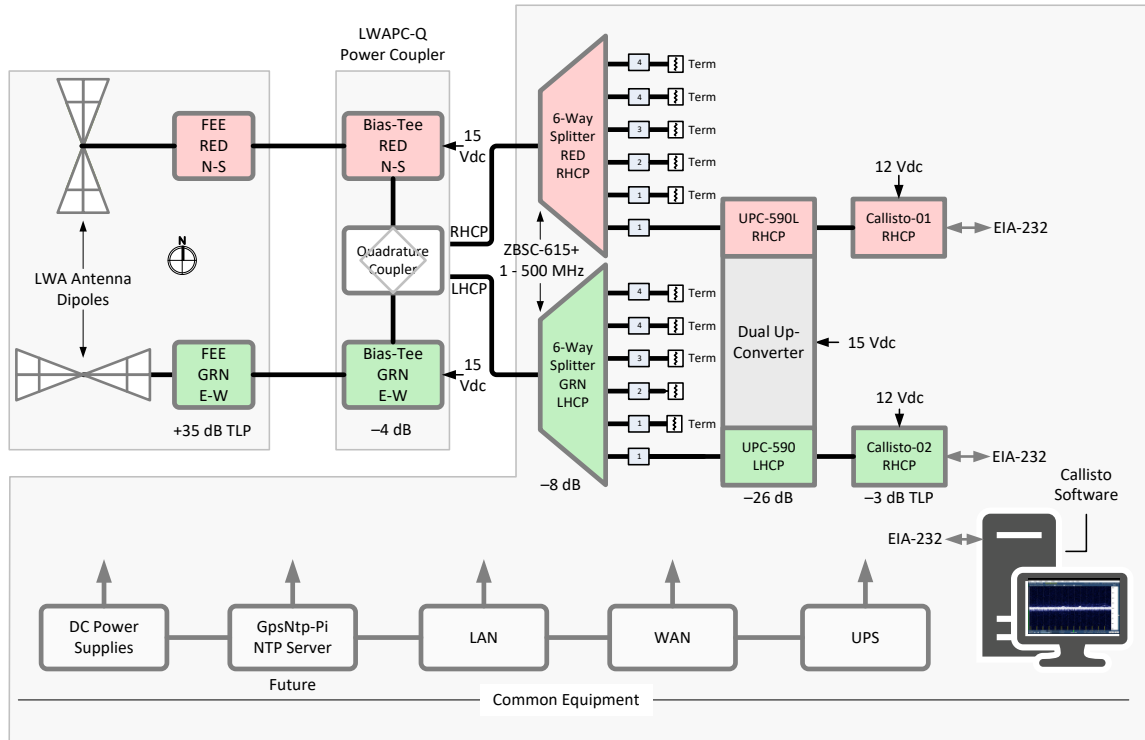 LWAPC-Q
Power Coupler
FEE
RED
N-S
Bias-Tee
RED
N-S
15
Vdc
6-Way
Splitter
RED
RHCP
4
Term
4
Term
3
Term
2
Term
1
Term
1
UPC-590L
RHCP
12 Vdc
Callisto-01
RHCP
EIA-232
N
LWA Antenna
Dipoles
Quadrature
Coupler
RHCP
LHCP
ZBSC-615+
1 - 500 MHz
Dual Up-
Converter
15 Vdc
FEE
GRN
E-W
+35 dB TLP
Bias-Tee
GRN
E-W
–4 dB
15
Vdc
6-Way
Splitter
GRN
LHCP
–8 dB
4
Term
4
Term
3
Term
2
1
Term
1
UPC-590
LHCP
–26 dB
12 Vdc
Callisto-02
RHCP
–3 dB TLP
EIA-232
Callisto
Software
EIA-232
DC Power
Supplies
GpsNtp-Pi
NTP Server
Future
LAN
WAN
UPS
Common Equipment